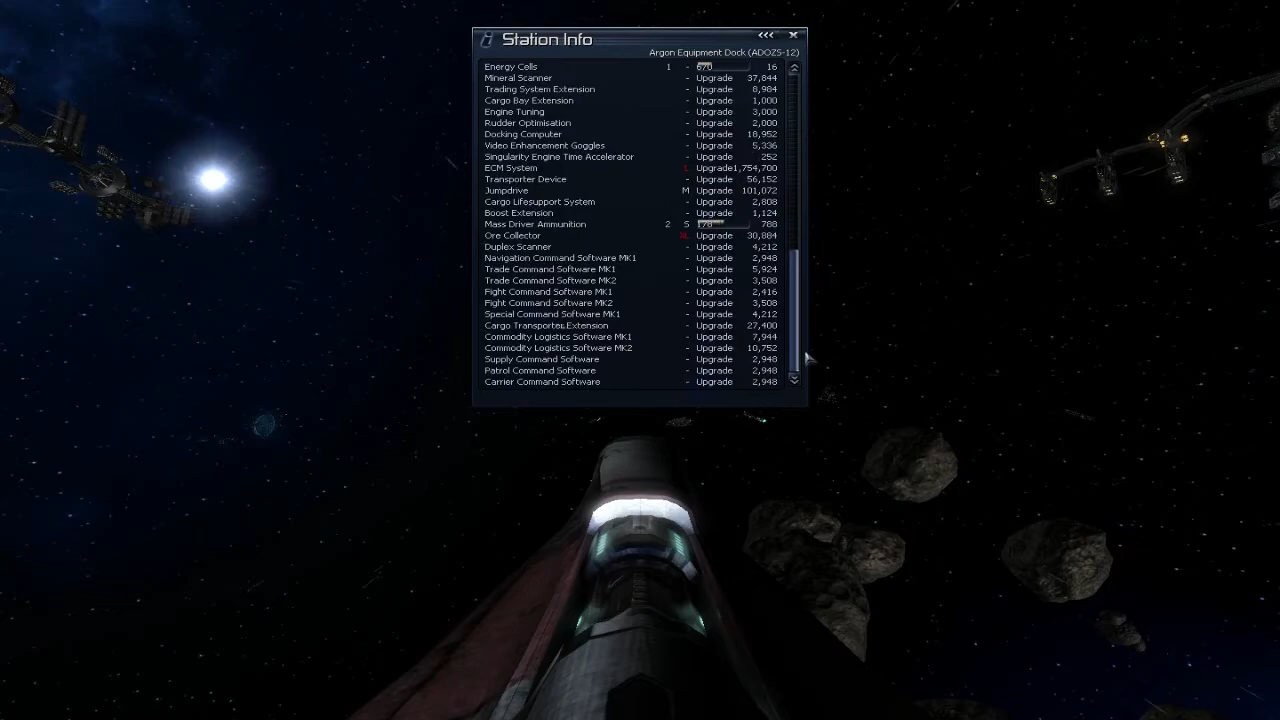 Station Info
Argon Equipment Dock (ADOZS-12)
Energy Cells 1 - 670 16
Mineral Scanner - Upgrade 37,844
Trading System Extension - Upgrade 8,984
Cargo Bay Extension - Upgrade 1,000
Engine Tuning - Upgrade 3,000
Rudder Optimisation - Upgrade 2,000
Docking Computer - Upgrade 18,952
Video Enhancement Goggles - Upgrade 5,336
Singularity Engine Time Accelerator - Upgrade 252
ECM System L Upgrade1,754,700
Transporter Device - Upgrade 56,152
Jumpdrive M Upgrade 101,072
Cargo Lifesupport System - Upgrade 2,808
Boost Extension - Upgrade 1,124
Mass Driver Ammunition 2 S 170 788
Ore Collector XL Upgrade 30,884
Duplex Scanner - Upgrade 4,212
Navigation Command Software MK1 - Upgrade 2,948
Trade Command Software MK1 - Upgrade 5,924
Trade Command Software MK2 - Upgrade 3,508
Fight Command Software MK1 - Upgrade 2,416
Fight Command Software MK2 - Upgrade 3,508
Special Command Software MK1 - Upgrade 4,212
Cargo Transporter Extension - Upgrade 27,400
Commodity Logistics Software MK1 - Upgrade 7,944
Commodity Logistics Software MK2 - Upgrade 10,752
Supply Command Software - Upgrade 2,948
Patrol Command Software - Upgrade 2,948
Carrier Command Software - Upgrade 2,948